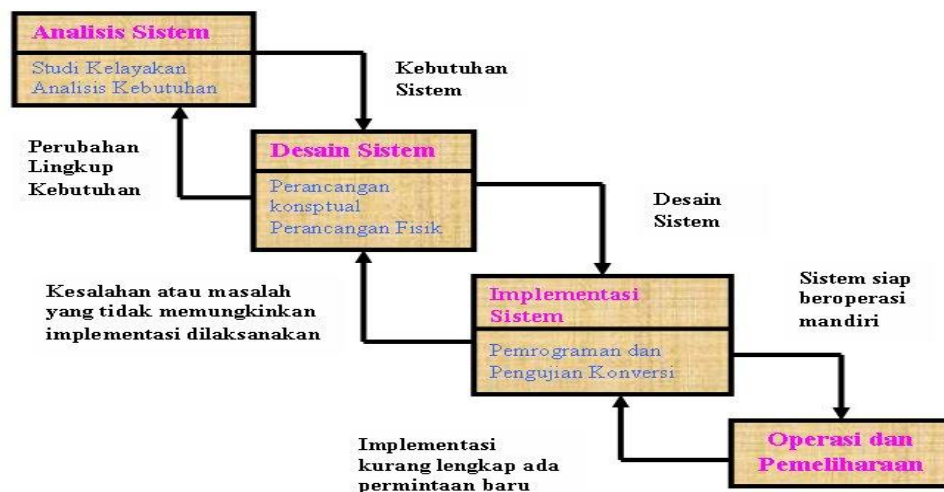 Analisis Sistem
Studi Kelayakan
Analisis Kebutuhan
Kebutuhan
Sistem
Perubahan
Lingkup
Kebutuhan
Desain Sistem
Perancangan
konsptual
Perancangan Fisik
Desain
Sistem
Kesalahan atau masalah
yang tidak memungkinkan
implementasi dilaksanakan
Implementasi
Sistem
Pemrograman dan
Pengujian Konversi
Sistem siap
beroperasi
mandiri
Implementasi
kurang lengkap ada
permintaan baru
Operasi dan
Pemeliharaan